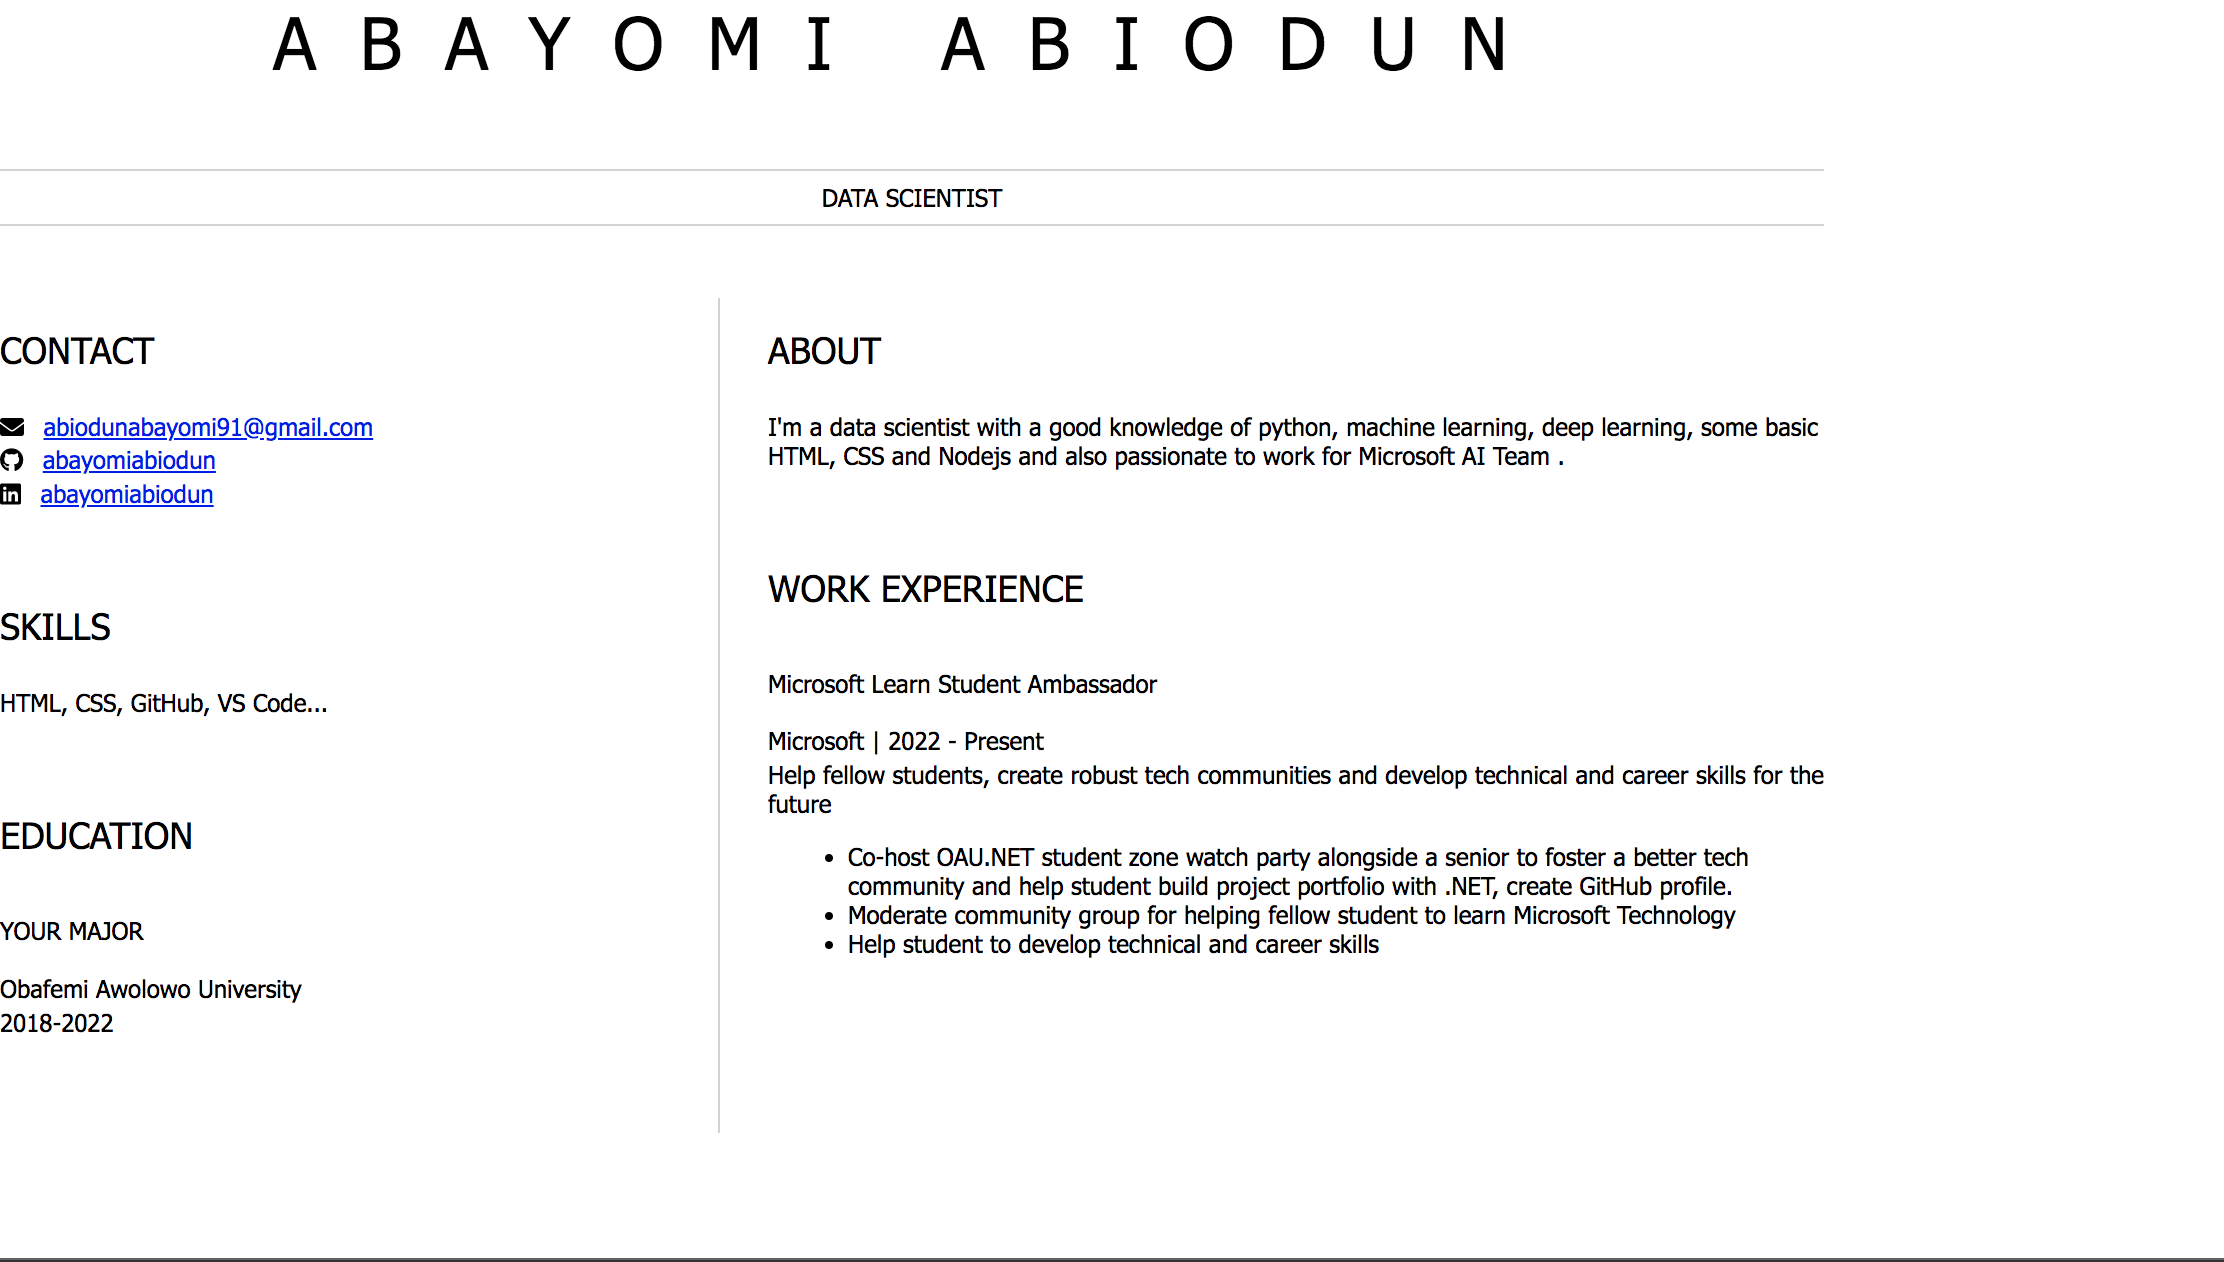 ABAYOMI ABIODUN
DATA SCIENTIST
CONTACT
abiodunabayomi91@gmail.com
abayomiabiodun
abayomiabiodun
SKILLS
HTML, CSS, GitHub, VS Code...
EDUCATION
YOUR MAJOR
Obafemi Awolowo University
2018-2022
ABOUT
I'm a data scientist with a good knowledge of python, machine learning, deep learning, some basic
HTML, CSS and Nodejs and also passionate to work for Microsoft AI Team .
WORK EXPERIENCE
Microsoft Learn Student Ambassador
Microsoft | 2022 - Present
Help fellow students, create robust tech communities and develop technical and career skills for the
future
• Co-host OAU.NET student zone watch party alongside a senior to foster a better tech
community and help student build project portfolio with .NET, create GitHub profile.
• Moderate community group for helping fellow student to learn Microsoft Technology
• Help student to develop technical and career skills